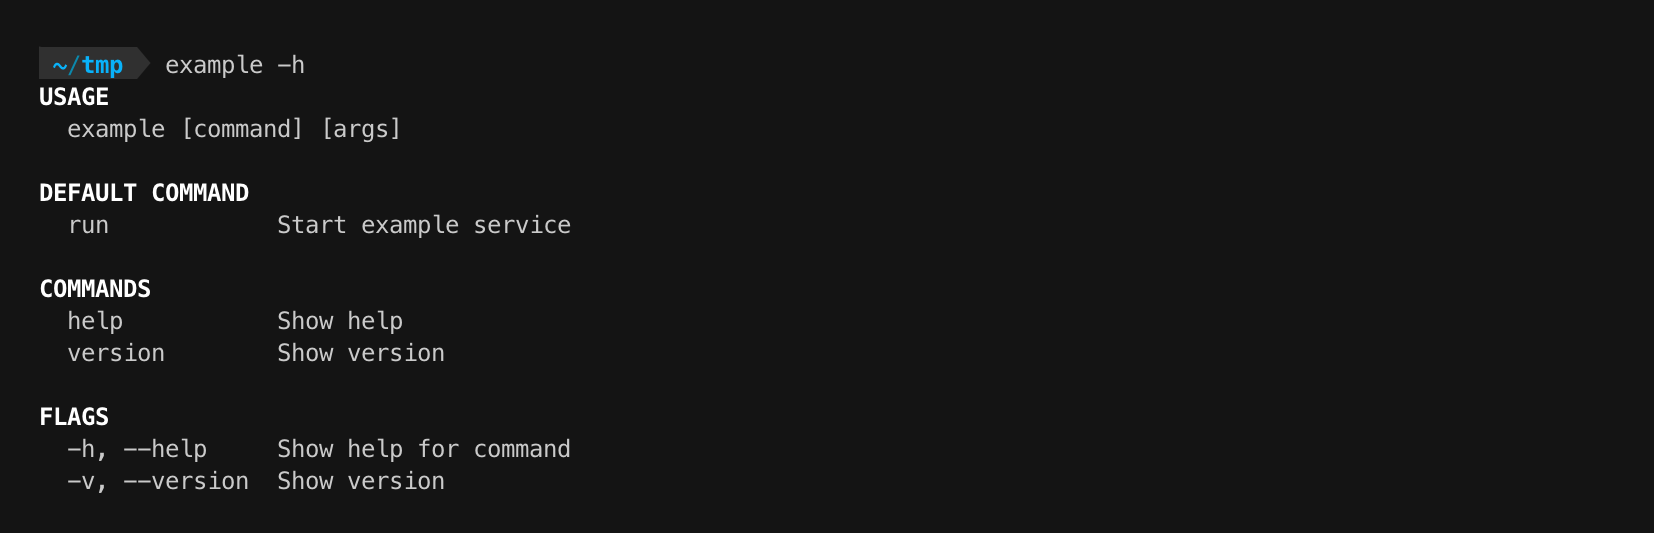 ~/tmp example -h
USAGE
  example [command] [args]

DEFAULT COMMAND
  run            Start example service

COMMANDS
  help           Show help
  version        Show version

FLAGS
  -h, --help     Show help for command
  -v, --version  Show version